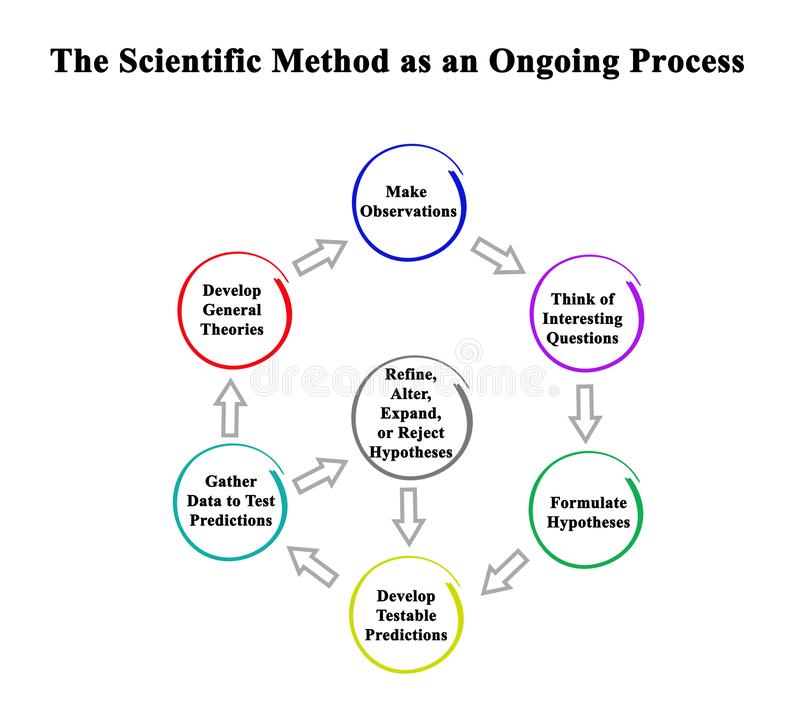 The Scientific Method as an Ongoing Process
Make
Observations
Think of
Interesting
Questions
Formulate
Hypotheses
Develop
Testable
Predictions
Gather
Data to Test
Predictions
Refine,
Alter,
Expand,
or Reject
Hypotheses
Develop
General
Theories
dreamstime